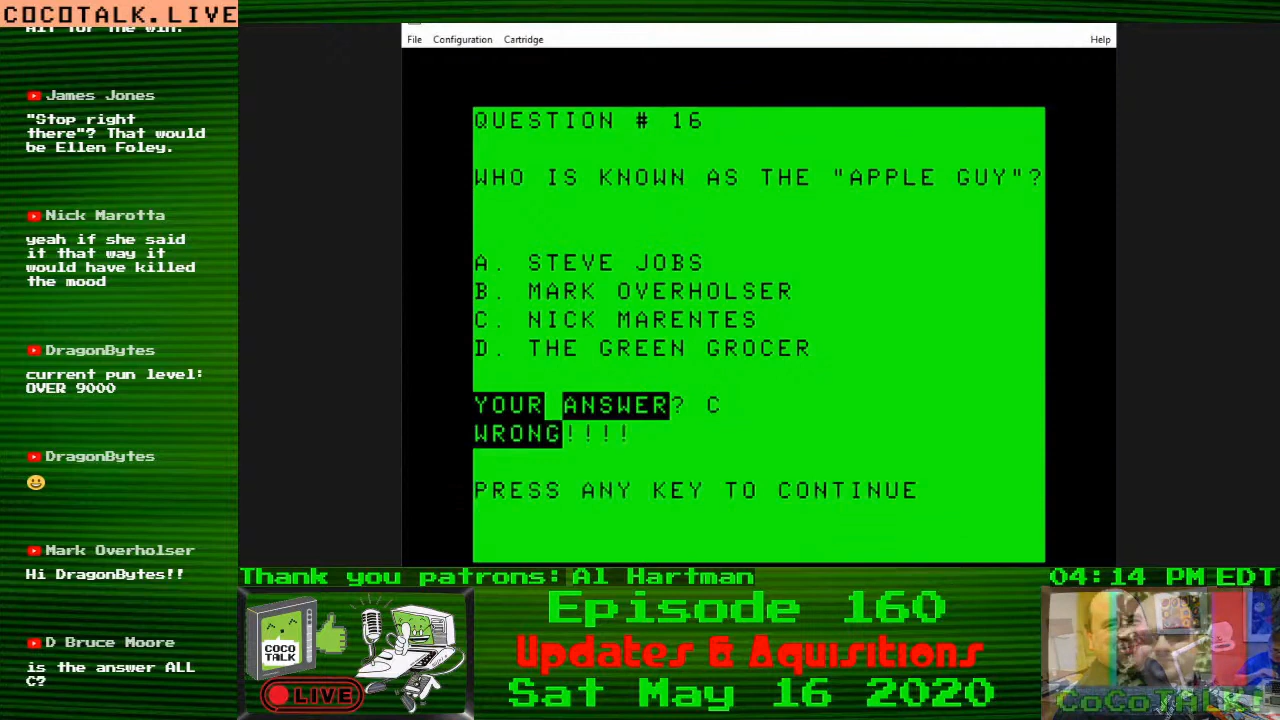 COCOTALK.LIVE
James Jones
"Stop right
there"? That would
be Ellen Foley.
Nick Marotta
yeah if she said
it that way it
would have killed
the mood
DragonBytes
current pun level:
OVER 9000
DragonBytes
Mark Overholser
Hi DragonBytes!!
D Bruce Moore
is the answer ALL
C?
File Configuration Cartridge Help
QUESTION # 16
WHO IS KNOWN AS THE "APPLE GUY"?
A. STEVE JOBS
B. MARK OVERHOLSER
C. NICK MARENTES
D. THE GREEN GROCER
YOUR ANSWER? C
WRONG!!!!
PRESS ANY KEY TO CONTINUE
Thank you patrons: Al Hartman
04:14 PM EDT
COCO
TALK
LIVE
Episode 160
Updates & Aquisitions
Sat May 16 2020
CoCoTALK!